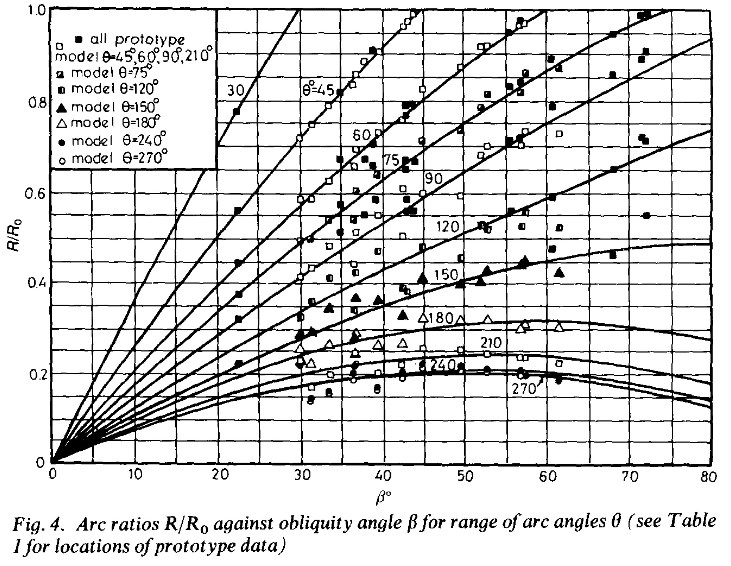 1.0
0.8
0.6
0.4
0.2
0
R/R₀
all prototype
model θ=45°,60°,90°,210°
model θ=75°
model θ=120°
model θ=150°
model θ=180°
model θ=240°
model θ=270°
30
θ°=45
60
75
90
120
150
180
210
240
270
0 10 20 30 40 50 60 70 80
β°
Fig. 4. Arc ratios R/R₀ against obliquity angle β for range of arc angles θ (see Table
1 for locations of prototype data)